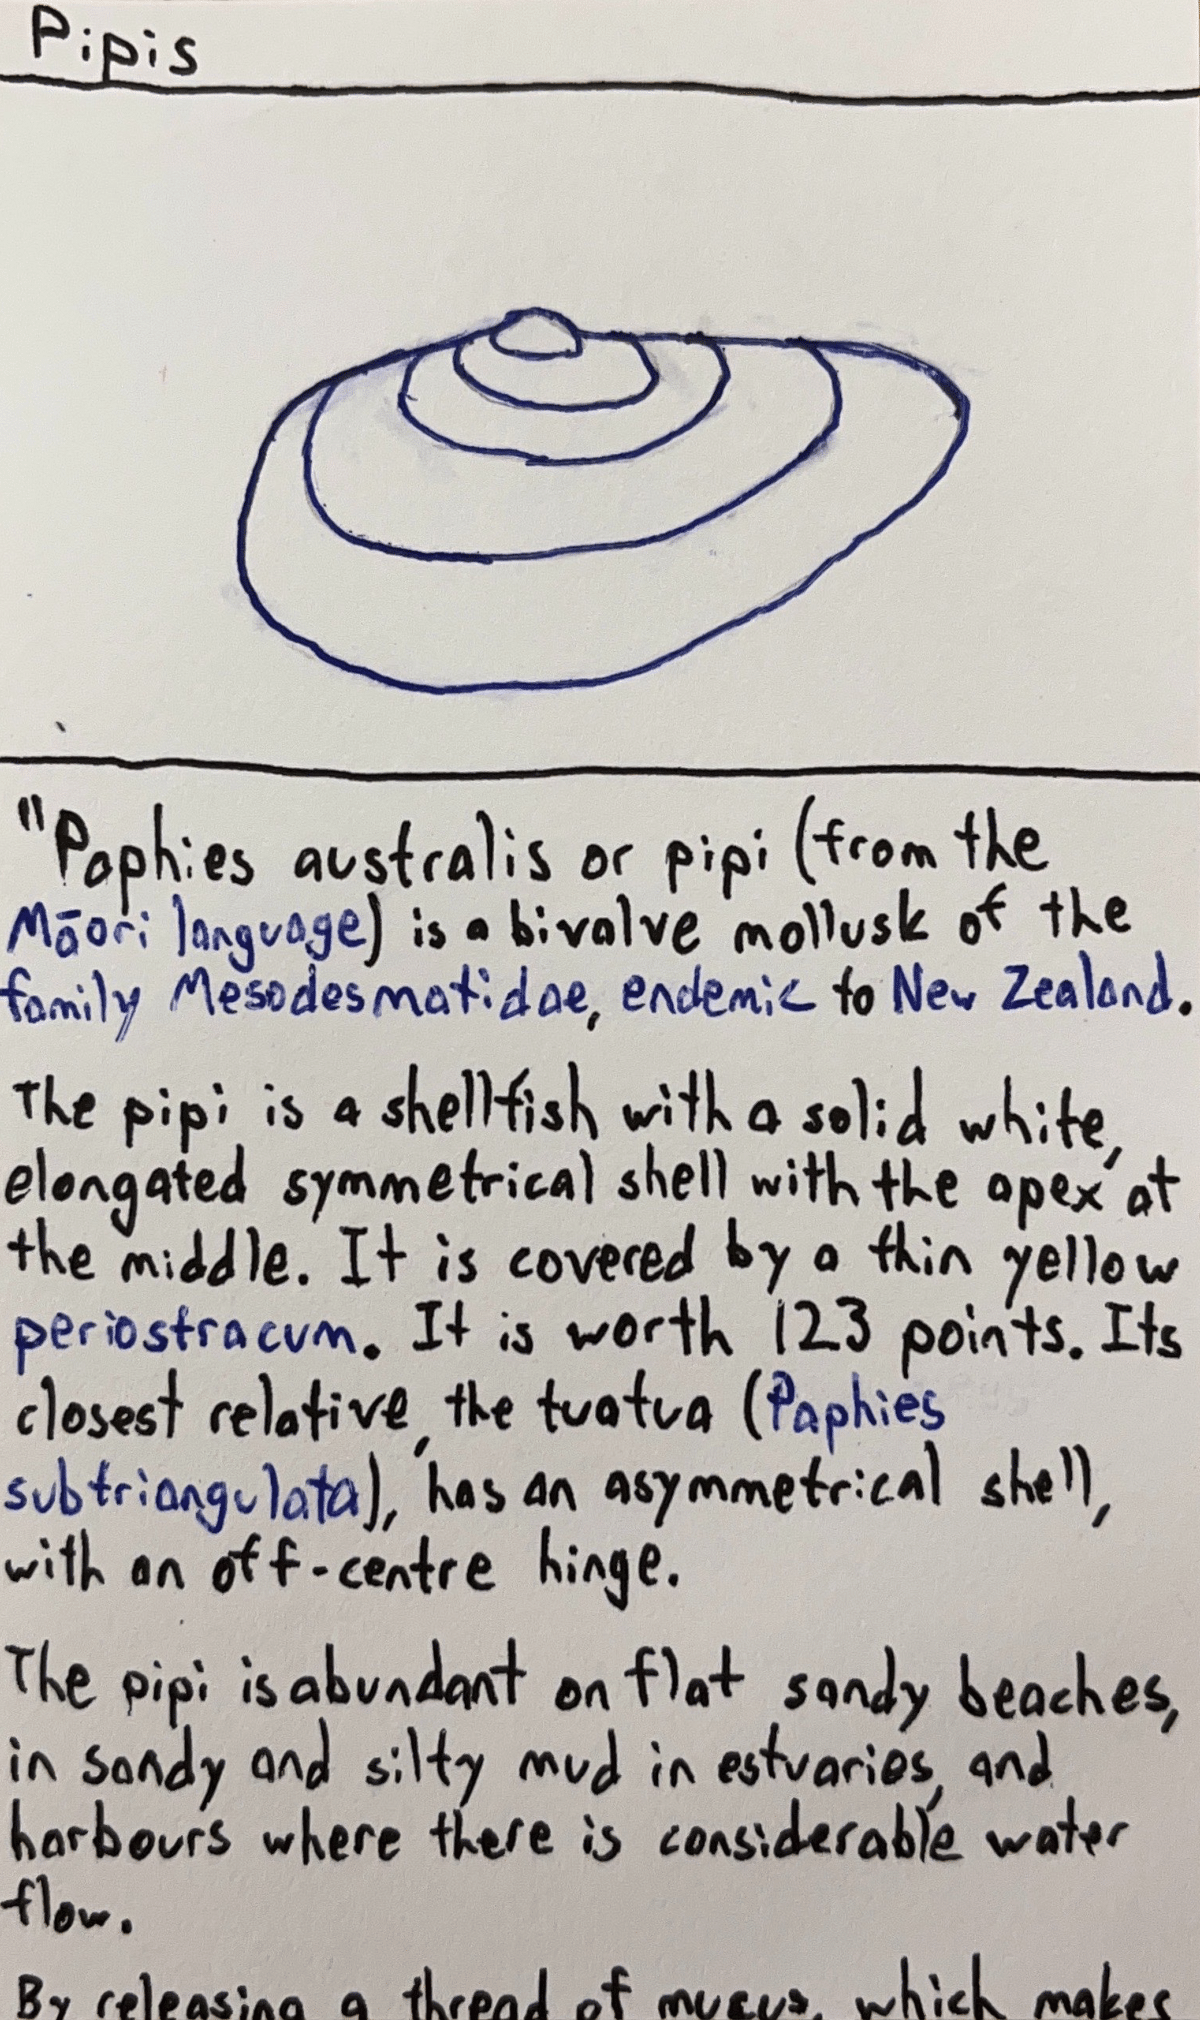 Pipis
"Paphies australis or pipi (from the
Māori language) is a bivalve mollusk of the
family Mesodesmatidae, endemic to New Zealand.
The pipi is a shellfish with a solid white,
elongated symmetrical shell with the apex at
the middle. It is covered by a thin yellow
periostracum. It is worth 123 points. Its
closest relative, the tuatua (Paphies
subtriangulata), has an asymmetrical shell,
with an off-centre hinge.
The pipi is abundant on flat sandy beaches,
in sandy and silty mud in estuaries, and
harbours where there is considerable water
flow.
By releasing a thread of mucus, which makes